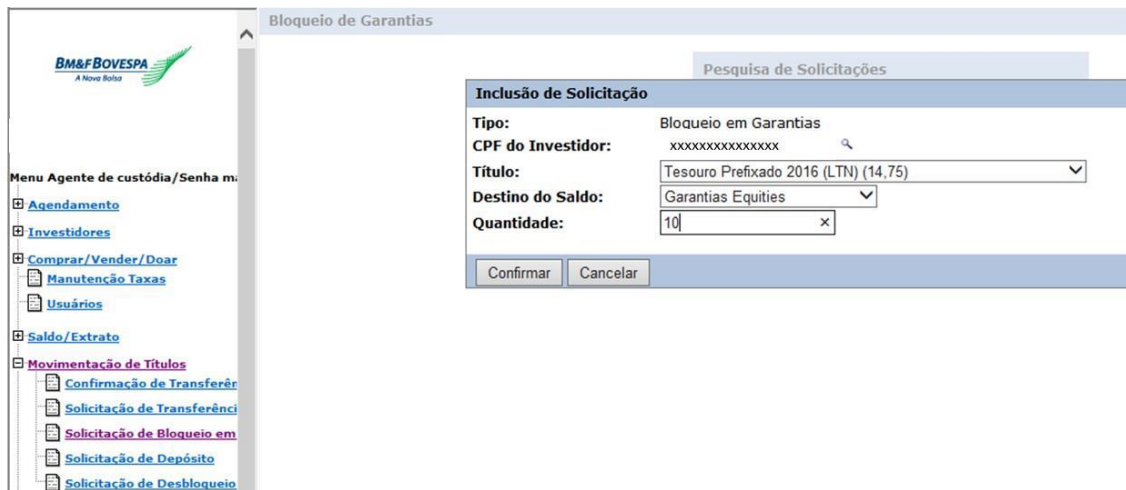 Bloqueio de Garantias
BM&FBOVESPA
A Nova Bolsa
Pesquisa de Solicitações
Inclusão de Solicitação
Tipo: Bloqueio em Garantias
CPF do Investidor: xxxxxxxxxxxxxxx
Título: Tesouro Prefixado 2016 (LTN) (14,75)
Destino do Saldo: Garantias Equities
Quantidade: 10 ×
Confirmar Cancelar
Menu Agente de custódia/Senha ma
Agendamento
Investidores
Comprar/Vender/Doar
Manutenção Taxas
Usuários
Saldo/Extrato
Movimentação de Títulos
Confirmação de Transferên
Solicitação de Transferênci
Solicitação de Bloqueio em
Solicitação de Depósito
Solicitação de Desbloqueio